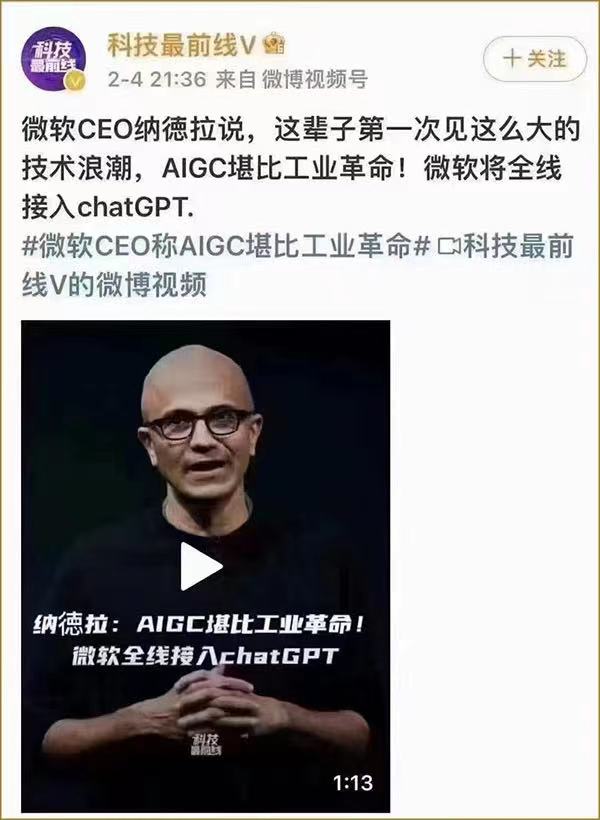 科技
最前线
科技最前线V
+关注
2-4 21:36 来自 微博视频号
微软CEO纳德拉说，这辈子第一次见这么大的
技术浪潮，AIGC堪比工业革命！微软将全线
接入chatGPT.
#微软CEO称AIGC堪比工业革命# 科技最前
线V的微博视频
纳德拉：AIGC堪比工业革命！
微软全线接入chatGPT
科技
最前线
1:13